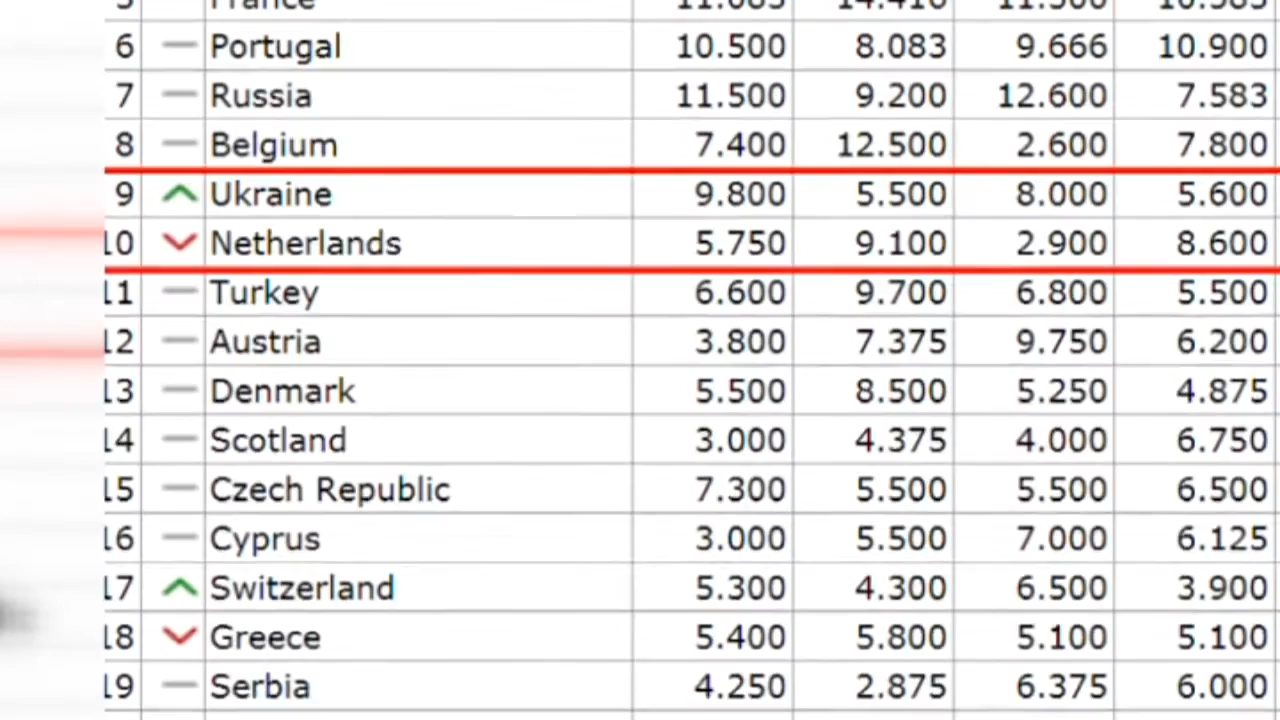 6 Portugal 10.500 8.083 9.666 10.900
7 Russia 11.500 9.200 12.600 7.583
8 Belgium 7.400 12.500 2.600 7.800
9 Ukraine 9.800 5.500 8.000 5.600
10 Netherlands 5.750 9.100 2.900 8.600
11 Turkey 6.600 9.700 6.800 5.500
12 Austria 3.800 7.375 9.750 6.200
13 Denmark 5.500 8.500 5.250 4.875
14 Scotland 3.000 4.375 4.000 6.750
15 Czech Republic 7.300 5.500 5.500 6.500
16 Cyprus 3.000 5.500 7.000 6.125
17 Switzerland 5.300 4.300 6.500 3.900
18 Greece 5.400 5.800 5.100 5.100
19 Serbia 4.250 2.875 6.375 6.000